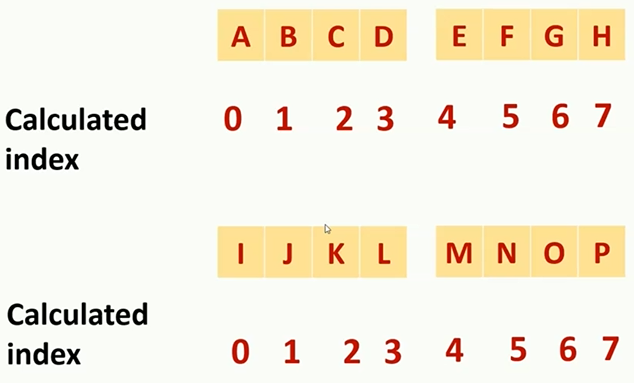 A B C D E F G H
Calculated index 0 1 2 3 4 5 6 7
I J K L M N O P
Calculated index 0 1 2 3 4 5 6 7